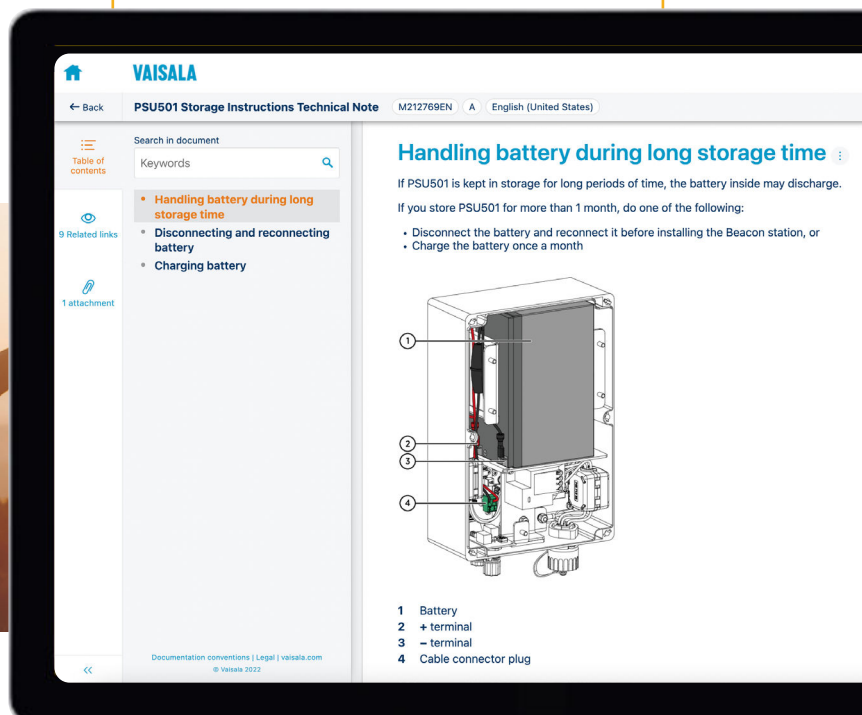 VAISALA
← Back
PSU501 Storage Instructions Technical Note
M212769EN
A
English (United States)
Table of
contents
9 Related links
1 attachment
Search in document
Keywords
• Handling battery during long
storage time
• Disconnecting and reconnecting
battery
• Charging battery
Documentation conventions | Legal | vaisala.com
© Vaisala 2022
Handling battery during long storage time
If PSU501 is kept in storage for long periods of time, the battery inside may discharge.
If you store PSU501 for more than 1 month, do one of the following:
• Disconnect the battery and reconnect it before installing the Beacon station, or
• Charge the battery once a month
1
2
3
4
1 Battery
2 + terminal
3 – terminal
4 Cable connector plug